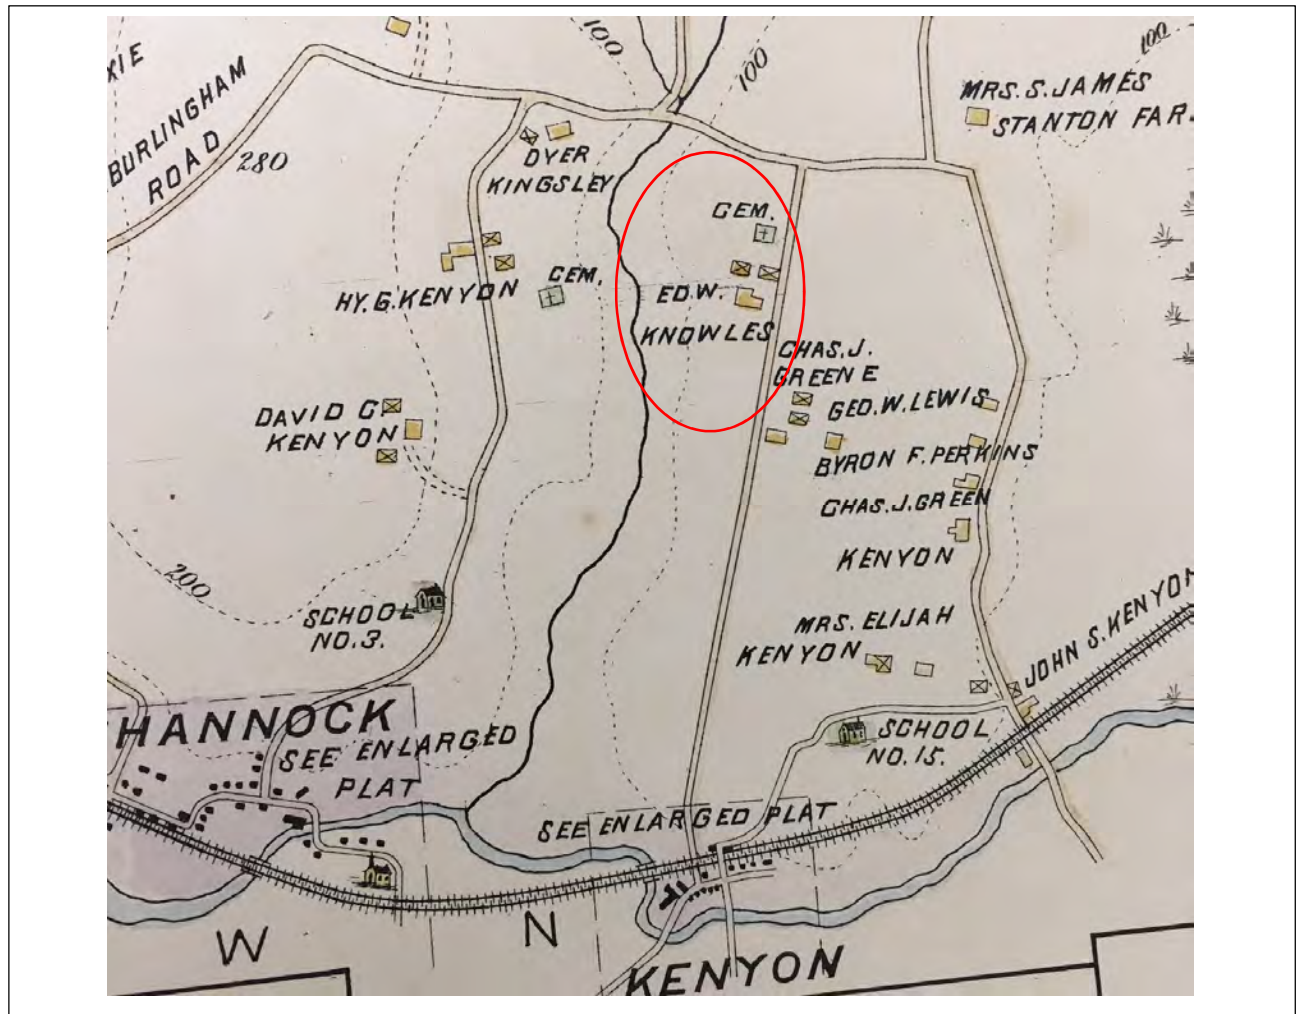 XIE
BURLINGHAM
ROAD
280
100
100
100
MRS. S. JAMES
STANTON FAR
DYER
KINGSLEY
CEM.
HY. G. KENYON
CEM.
ED. W.
KNOWLES
CHAS. J.
GREENE
GEO. W. LEWIS
DAVID C.
KENYON
BYRON F. PERKINS
CHAS. J. GREEN
KENYON
200
SCHOOL
NO. 3.
MRS. ELIJAH
KENYON
JOHN S. KENYON
HANNOCK
SEE ENLARGED
PLAT
SCHOOL
NO. 15.
SEE ENLARGED PLAT
W
N
KENYON